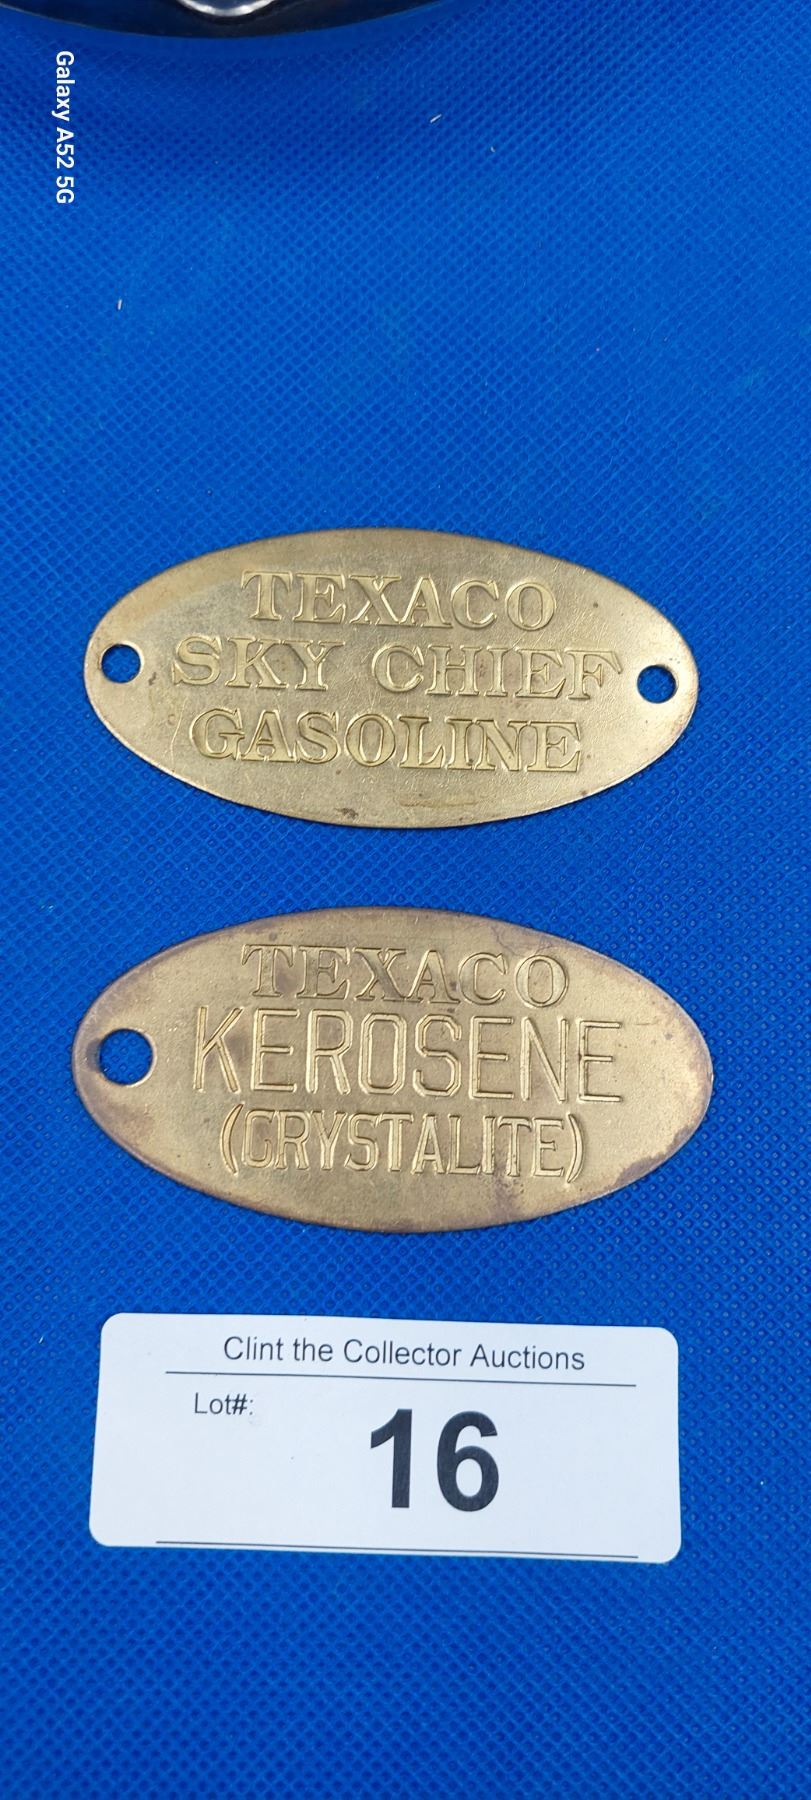 Galaxy A52 5G
TEXACO
SKY CHIEF
GASOLINE
TEXACO
KEROSENE
(CRYSTALITE)
Clint the Collector Auctions
Lot#:
16